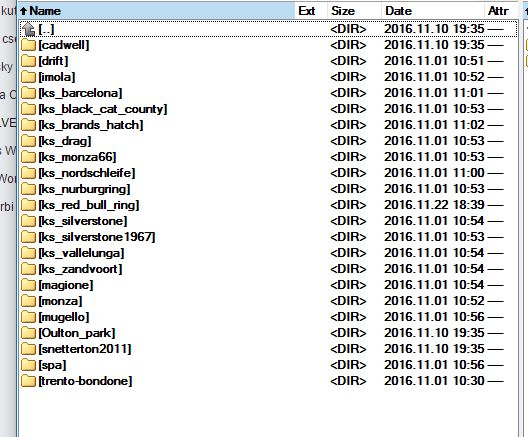 Name Ext Size Date Attr
[..] <DIR> 2016.11.10 19:35 —
[cadwell] <DIR> 2016.11.10 19:35 —
[drift] <DIR> 2016.11.01 10:51 —
[imola] <DIR> 2016.11.01 10:52 —
[ks_barcelona] <DIR> 2016.11.01 11:01 —
[ks_black_cat_county] <DIR> 2016.11.01 10:53 —
[ks_brands_hatch] <DIR> 2016.11.01 11:02 —
[ks_drag] <DIR> 2016.11.01 10:53 —
[ks_monza66] <DIR> 2016.11.01 10:53 —
[ks_nordschleife] <DIR> 2016.11.01 11:00 —
[ks_nurburgring] <DIR> 2016.11.01 10:53 —
[ks_red_bull_ring] <DIR> 2016.11.22 18:39 —
[ks_silverstone] <DIR> 2016.11.01 10:54 —
[ks_silverstone1967] <DIR> 2016.11.01 10:53 —
[ks_vallelunga] <DIR> 2016.11.01 10:54 —
[ks_zandvoort] <DIR> 2016.11.01 10:54 —
[magione] <DIR> 2016.11.01 10:54 —
[monza] <DIR> 2016.11.01 10:52 —
[mugello] <DIR> 2016.11.01 10:56 —
[Oulton_park] <DIR> 2016.11.10 19:35 —
[snetterton2011] <DIR> 2016.11.10 19:35 —
[spa] <DIR> 2016.11.01 10:56 —
[trento-bondone] <DIR> 2016.11.01 10:30 —